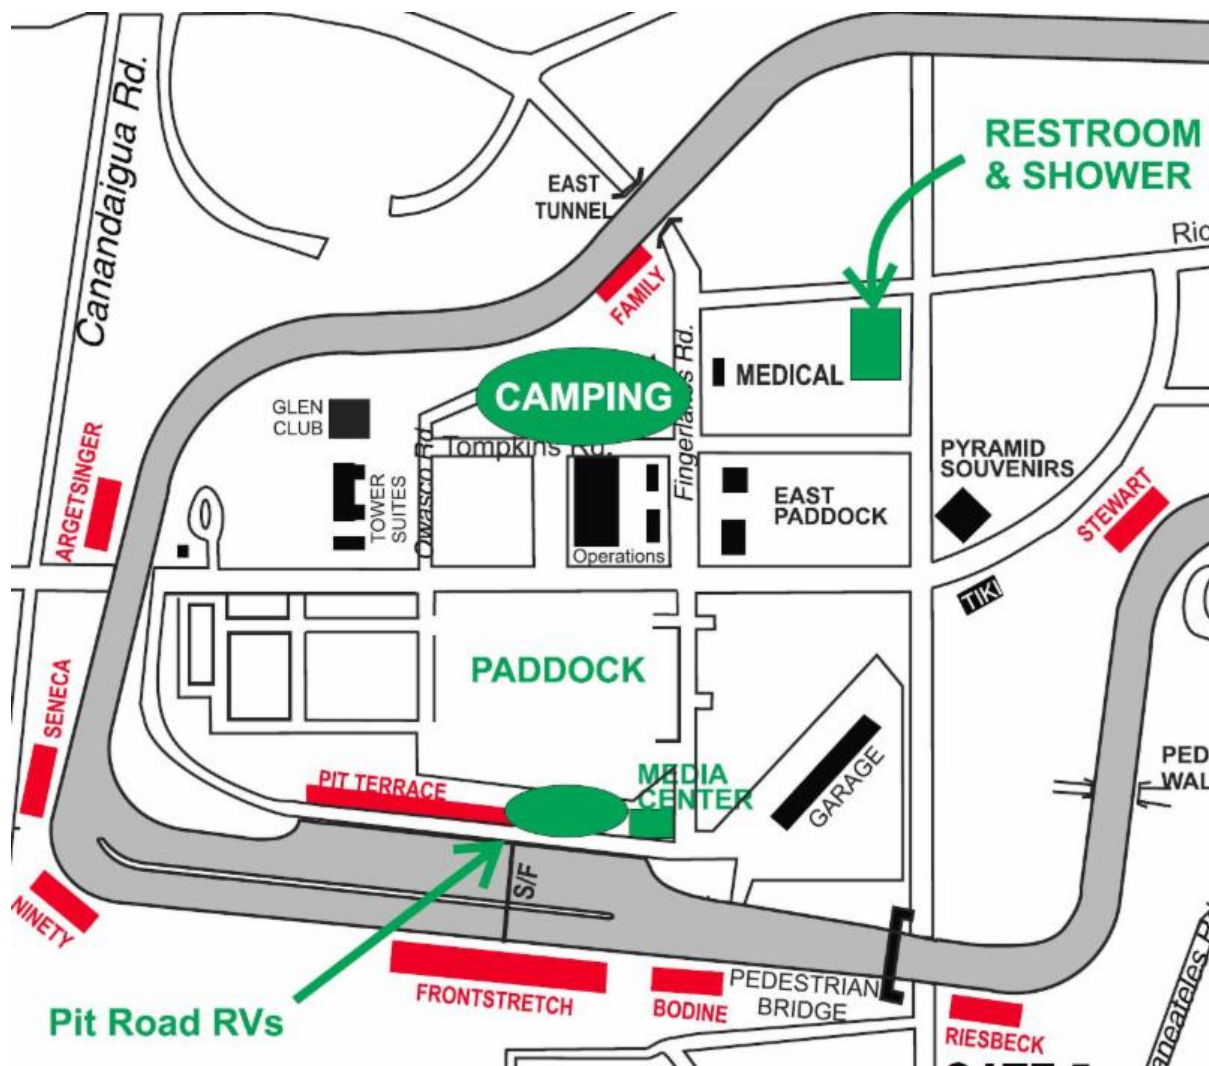 Canandaigua Rd.
RESTROOM
& SHOWER
EAST
TUNNEL
FAMILY
CAMPING
Fingerlakes Rd.
MEDICAL
GLEN
CLUB
Tompkins Rd.
Owasco Rd.
TOWER
SUITES
ARGETSINGER
Operations
EAST
PADDOCK
PYRAMID
SOUVENIRS
STEWART
TIKI
PADDOCK
SENECA
PIT TERRACE
MEDIA
CENTER
GARAGE
PED
WAL
S/F
NINETY
FRONTSTRETCH
BODINE
PEDESTRIAN
BRIDGE
RIESBECK
Pit Road RVs